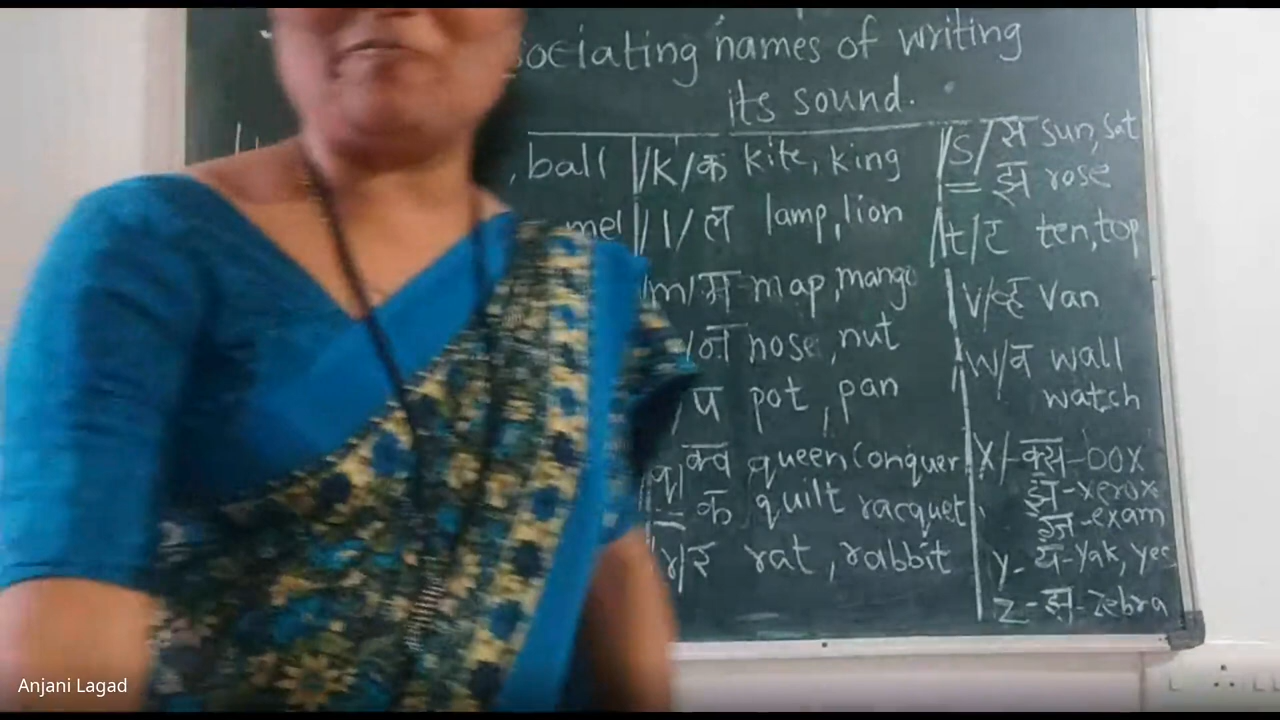 sociating names of writing
its sound.
, ball
mel
/k/ क kite, king
/l/ ल lamp, lion
/m/ म map, mango
/ न nose, nut
/ प pot, pan
/q/ क्व queen conquer
क quilt racquet
/r/ र rat, rabbit
/s/ स sun, sat
झ rose
/t/ ट ten, top
v/व्ह van
w/व wall
watch
x/-क्स-box
झ-xerox
-exam
y-य-yak, yes
z-झ-zebra
Anjani Lagad